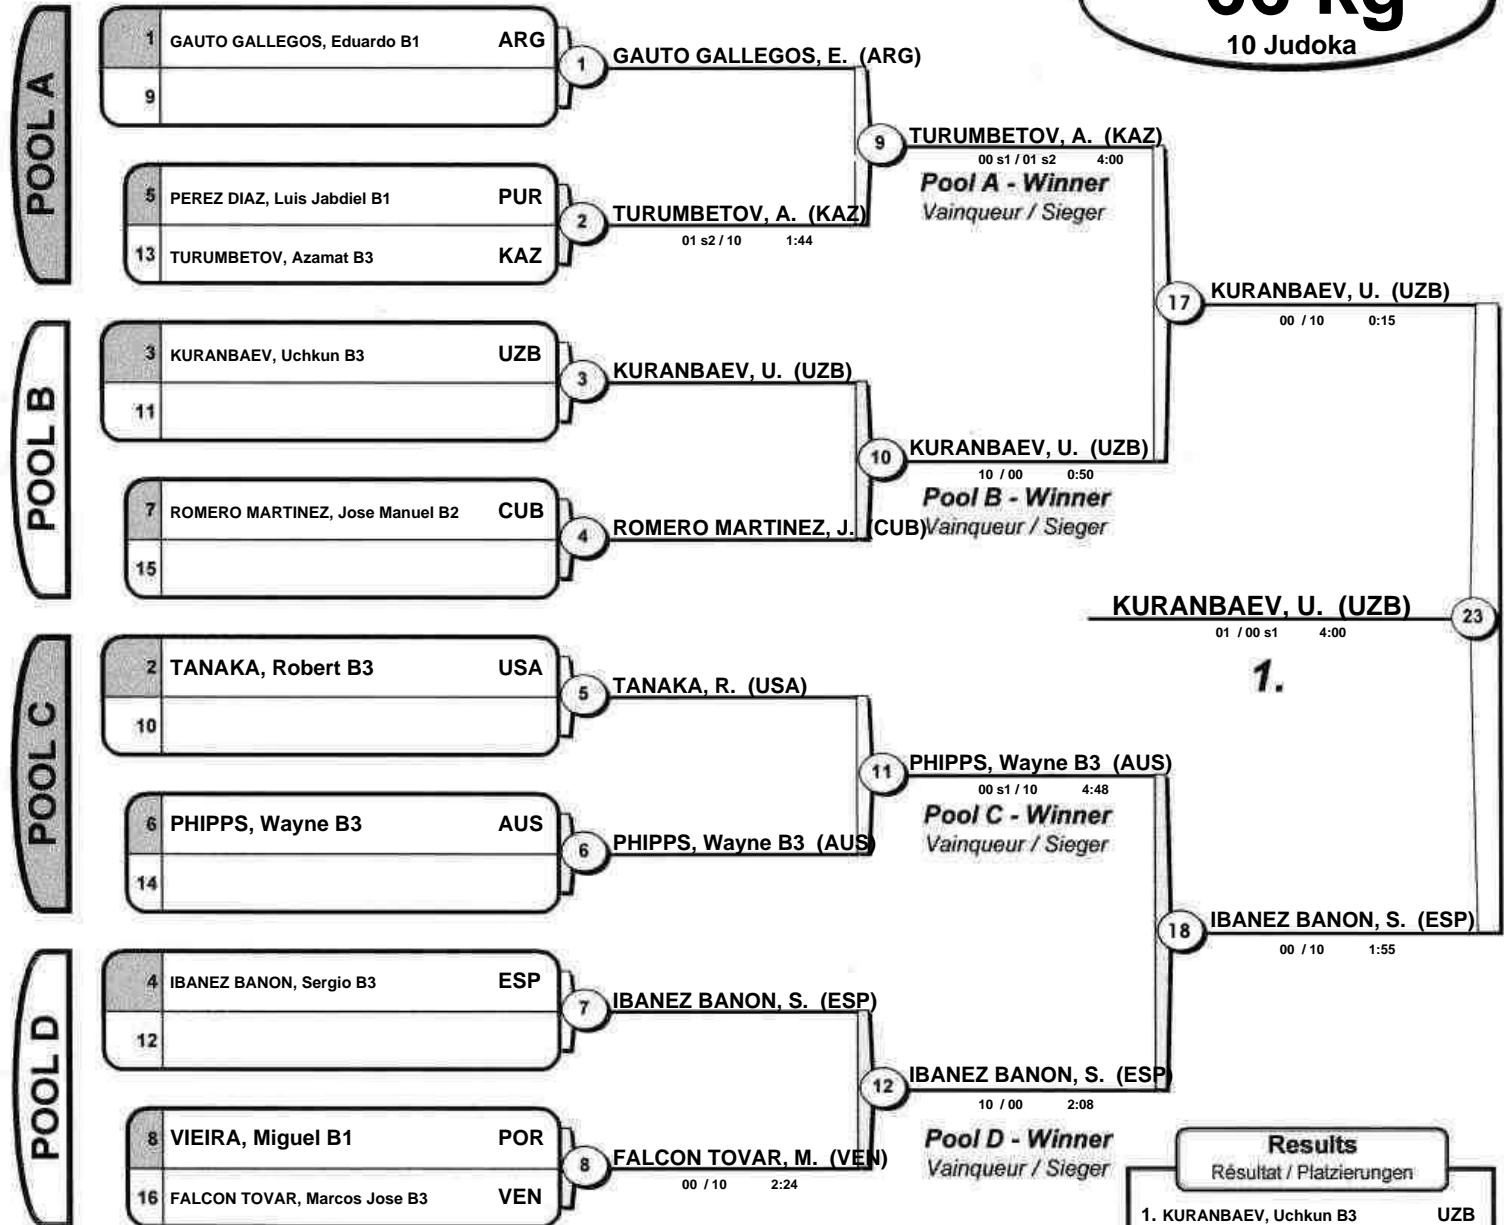 10 Judoka
POOL A
1 GAUTO GALLEGOS, Eduardo B1 ARG
9
1 GAUTO GALLEGOS, E. (ARG)
5 PEREZ DIAZ, Luis Jabdiel B1 PUR
13 TURUMBETOV, Azamat B3 KAZ
2 TURUMBETOV, A. (KAZ)
01 s2 / 10 1:44
9 TURUMBETOV, A. (KAZ)
00 s1 / 01 s2 4:00
Pool A - Winner
Vainqueur / Sieger
POOL B
3 KURANBAEV, Uchkun B3 UZB
11
3 KURANBAEV, U. (UZB)
7 ROMERO MARTINEZ, Jose Manuel B2 CUB
15
4 ROMERO MARTINEZ, J. (CUB)
10 KURANBAEV, U. (UZB)
10 / 00 0:50
Pool B - Winner
Vainqueur / Sieger
17 KURANBAEV, U. (UZB)
00 / 10 0:15
KURANBAEV, U. (UZB) 23
01 / 00 s1 4:00
1.
POOL C
2 TANAKA, Robert B3 USA
10
5 TANAKA, R. (USA)
6 PHIPPS, Wayne B3 AUS
14
6 PHIPPS, Wayne B3 (AUS)
11 PHIPPS, Wayne B3 (AUS)
00 s1 / 10 4:48
Pool C - Winner
Vainqueur / Sieger
POOL D
4 IBANEZ BANON, Sergio B3 ESP
12
7 IBANEZ BANON, S. (ESP)
8 VIEIRA, Miguel B1 POR
16 FALCON TOVAR, Marcos Jose B3 VEN
8 FALCON TOVAR, M. (VEN)
00 / 10 2:24
12 IBANEZ BANON, S. (ESP)
10 / 00 2:08
Pool D - Winner
Vainqueur / Sieger
18 IBANEZ BANON, S. (ESP)
00 / 10 1:55
Results
Résultat / Platzierungen
1. KURANBAEV, Uchkun B3 UZB